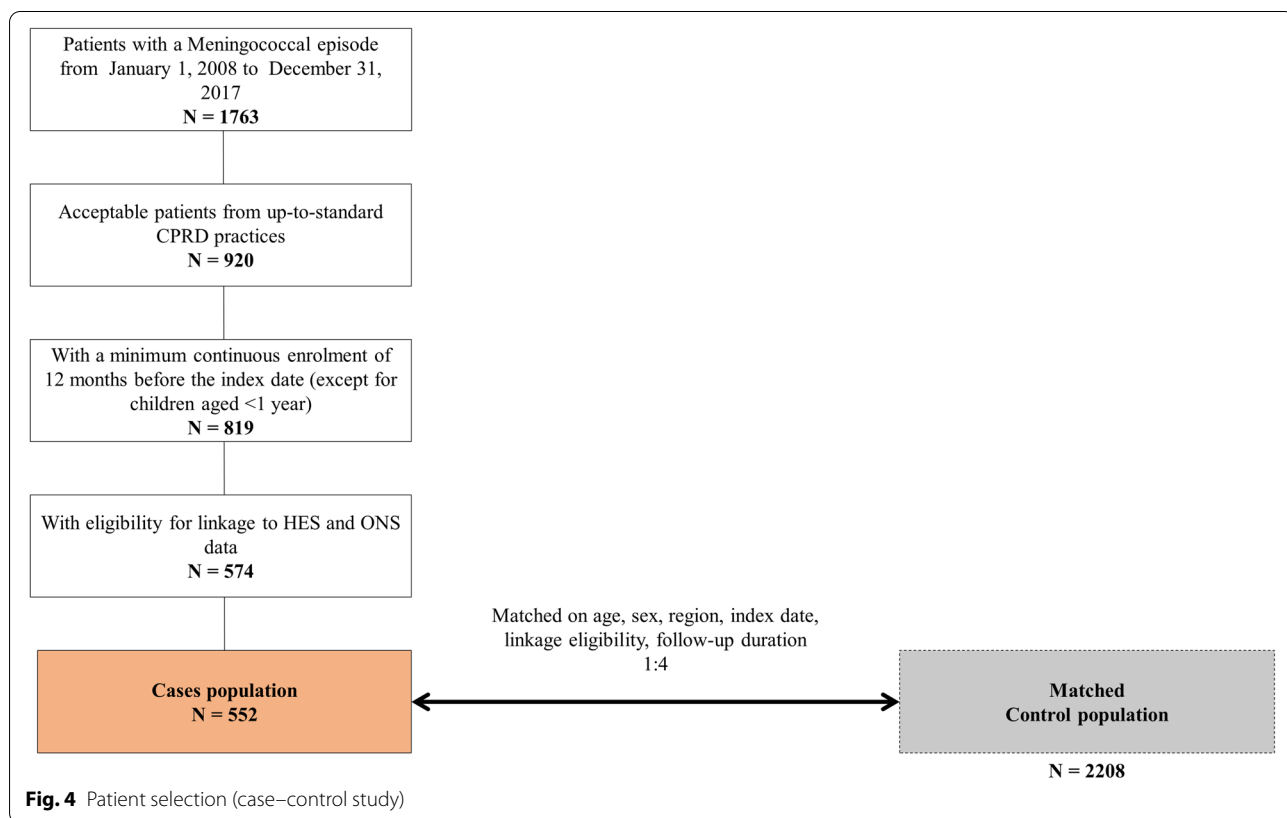 Patients with a Meningococcal episode
from January 1, 2008 to December 31,
2017
N = 1763
Acceptable patients from up-to-standard
CPRD practices
N = 920
With a minimum continuous enrolment of
12 months before the index date (except for
children aged <1 year)
N = 819
With eligibility for linkage to HES and ONS
data
N = 574
Matched on age, sex, region, index date,
linkage eligibility, follow-up duration
1:4
Cases population
N = 552
Matched
Control population
N = 2208
Fig. 4 Patient selection (case–control study)